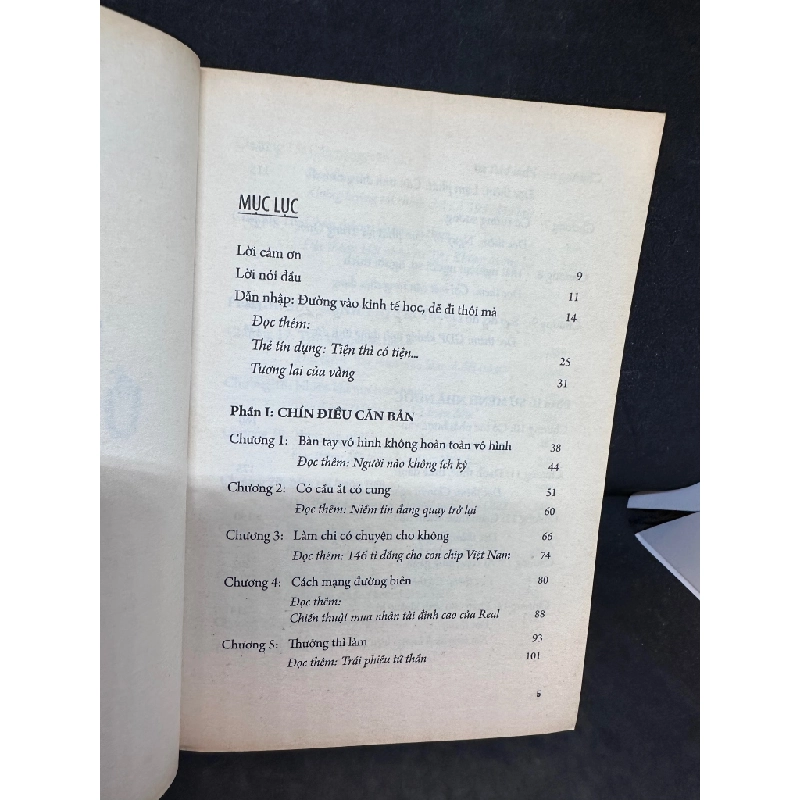 MỤC LỤC
Lời cảm ơn 9
Lời nói đầu 11
Dẫn nhập: Đường vào kinh tế học, dễ đi thôi mà 14
Đọc thêm:
Thẻ tín dụng: Tiện thì có tiện... 25
Tương lai của vàng 31
Phần I: CHÍN ĐIỀU CĂN BẢN
Chương 1: Bàn tay vô hình không hoàn toàn vô hình 38
Đọc thêm: Người nào không ích kỷ 44
Chương 2: Có cầu ắt có cung 51
Đọc thêm: Niềm tin đang quay trở lại 60
Chương 3: Làm chi có chuyện cho không 66
Đọc thêm: 146 tỉ đồng cho con chip Việt Nam 74
Chương 4: Cách mạng đường biên 80
Đọc thêm:
Chiến thuật mua nhân tài đỉnh cao của Real 88
Chương 5: Thưởng thì làm 93
Đọc thêm: Trái phiếu tử thần 101
5